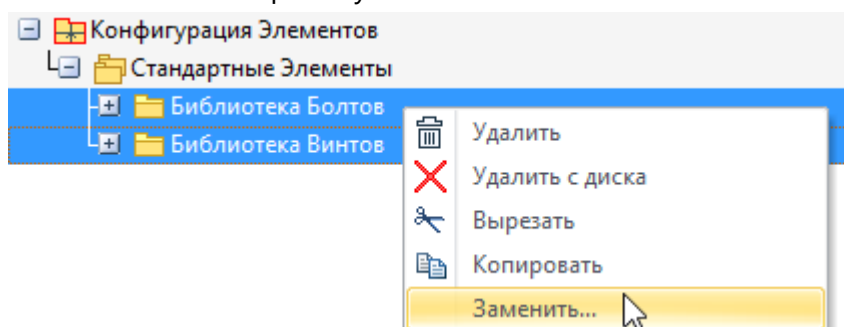 Конфигурация Элементов
Стандартные Элементы
Библиотека Болтов
Библиотека Винтов
Удалить
Удалить с диска
Вырезать
Копировать
Заменить...